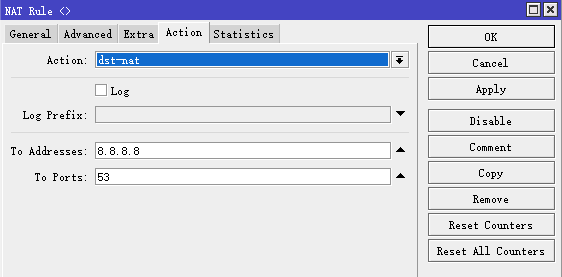 NAT Rule <>
General Advanced Extra Action Statistics
Action: dst-nat
Log
Log Prefix:
To Addresses: 8.8.8.8
To Ports: 53
OK
Cancel
Apply
Disable
Comment
Copy
Remove
Reset Counters
Reset All Counters